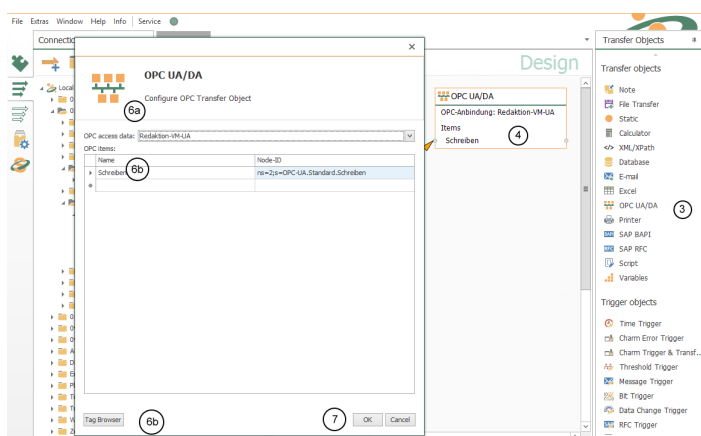 File Extras Window Help Info Service
Connectio
Transfer Objects
Design
OPC UA/DA
Configure OPC Transfer Object
6a
OPC access data: Redaktion-VM-UA
OPC items:
Name Node-ID
Schreiben ns=2;s=OPC-UA.Standard.Schreiben
6b
Tag Browser
6b
7
OK Cancel
Local
OPC UA/DA
OPC-Anbindung: Redaktion-VM-UA
Items
Schreiben
4
Transfer objects
Note
File Transfer
Static
Calculator
XML/XPath
Database
E-mail
Excel
OPC UA/DA
3
Printer
SAP BAPI
SAP RFC
Script
Variables
Trigger objects
Time Trigger
Charm Error Trigger
Charm Trigger & Transf...
Threshold Trigger
Message Trigger
Bit Trigger
Data Change Trigger
RFC Trigger